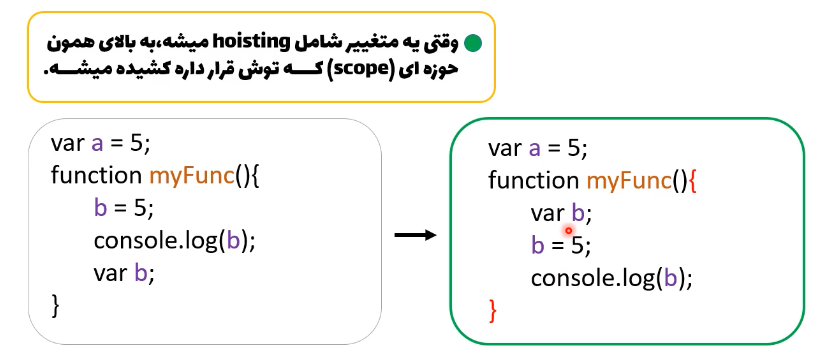 وقتی یه متغییر شامل hoisting میشه،به بالای همون
حوزه ای (scope) کـــه توش قرار داره کشیده میشـــه.
var a = 5;
function myFunc(){
b = 5;
console.log(b);
var b;
}
var a = 5;
function myFunc(){
var b;
b = 5;
console.log(b);
}